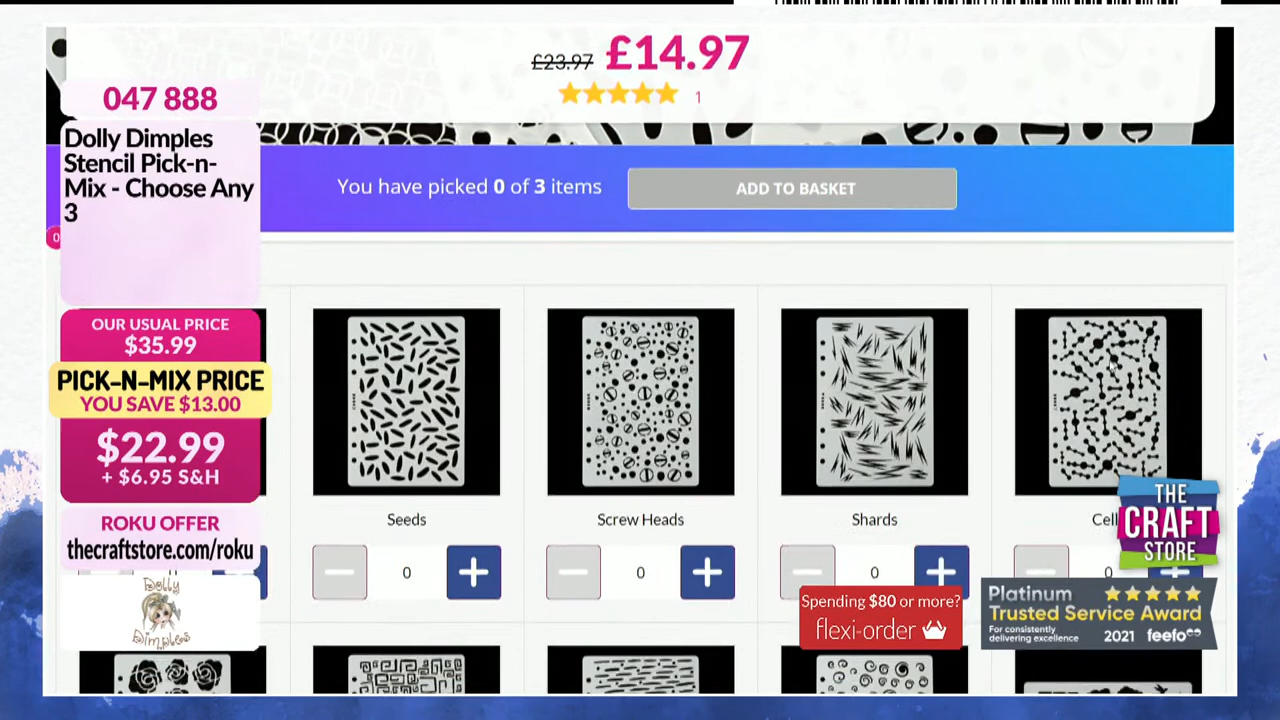 £23.97 £14.97
1
047 888
Dolly Dimples
Stencil Pick-n-
Mix - Choose Any
3
You have picked 0 of 3 items
ADD TO BASKET
0
OUR USUAL PRICE
$35.99
PICK-N-MIX PRICE
YOU SAVE $13.00
$22.99
+ $6.95 S&H
ROKU OFFER
thecraftstore.com/roku
Dolly
Dimples
Seeds
Screw Heads
Shards
Cell
0
0
0
0
THE
CRAFT
STORE
Spending $80 or more?
flexi-order
Platinum
Trusted Service Award
For consistently
delivering excellence
2021 feefo